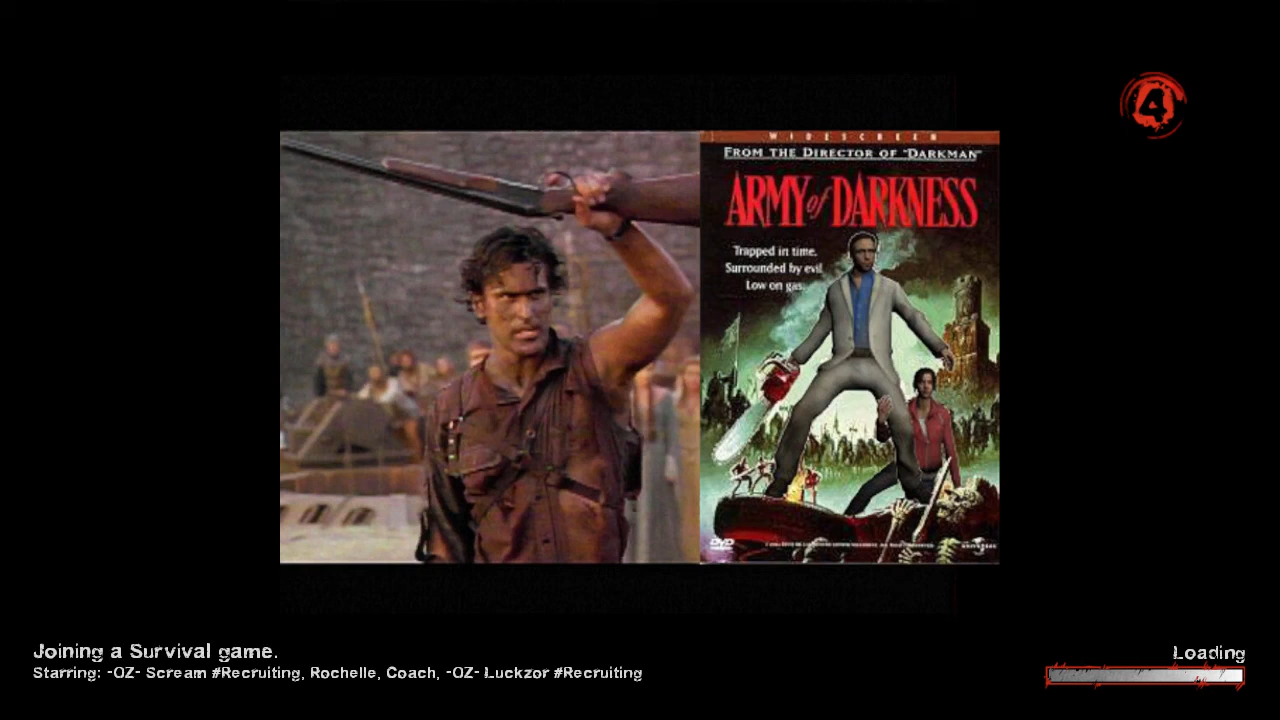 4
WIDESCREEN
FROM THE DIRECTOR OF "DARKMAN"
ARMY of DARKNESS
Trapped in time.
Surrounded by evil.
Low on gas.
DVD
UNIVERSAL
Joining a Survival game.
Starring: -OZ- Scream #Recruiting, Rochelle, Coach, -OZ- Luckzor #Recruiting
Loading